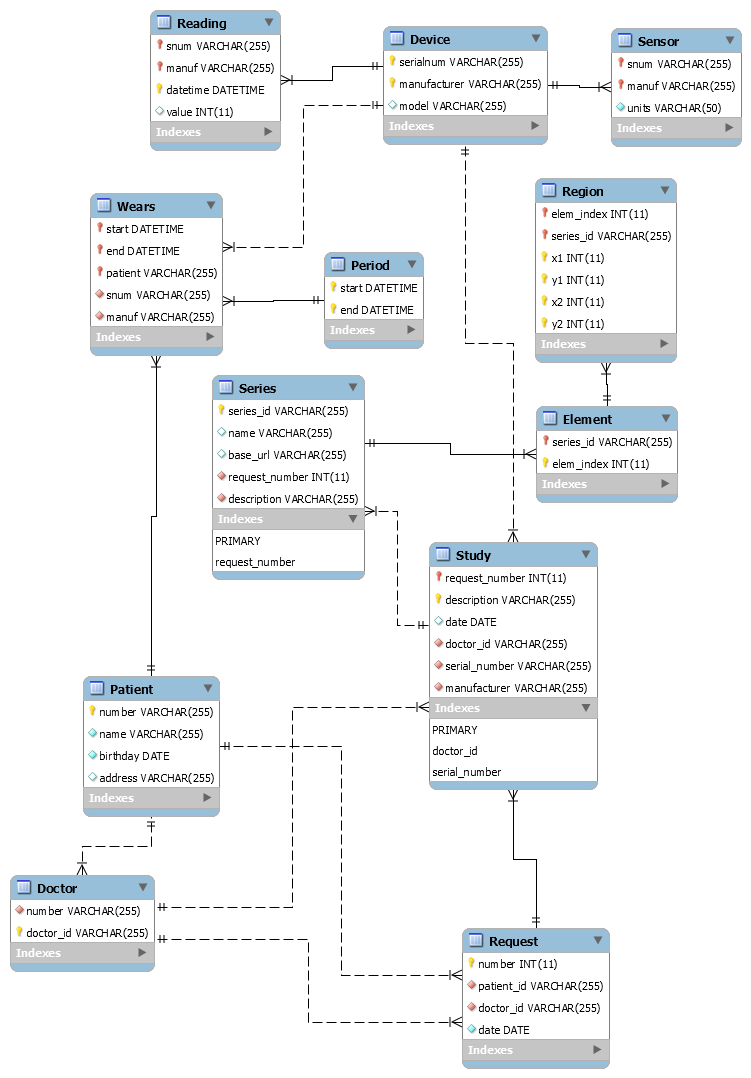 Reading
snum VARCHAR(255)
manuf VARCHAR(255)
datetime DATETIME
value INT(11)
Indexes
Device
serialnum VARCHAR(255)
manufacturer VARCHAR(255)
model VARCHAR(255)
Indexes
Sensor
snum VARCHAR(255)
manuf VARCHAR(255)
units VARCHAR(50)
Indexes
Wears
start DATETIME
end DATETIME
patient VARCHAR(255)
snum VARCHAR(255)
manuf VARCHAR(255)
Indexes
Period
start DATETIME
end DATETIME
Indexes
Region
elem_index INT(11)
series_id VARCHAR(255)
x1 INT(11)
y1 INT(11)
x2 INT(11)
y2 INT(11)
Indexes
Series
series_id VARCHAR(255)
name VARCHAR(255)
base_url VARCHAR(255)
request_number INT(11)
description VARCHAR(255)
Indexes
PRIMARY
request_number
Element
series_id VARCHAR(255)
elem_index INT(11)
Indexes
Study
request_number INT(11)
description VARCHAR(255)
date DATE
doctor_id VARCHAR(255)
serial_number VARCHAR(255)
manufacturer VARCHAR(255)
Indexes
PRIMARY
doctor_id
serial_number
Patient
number VARCHAR(255)
name VARCHAR(255)
birthday DATE
address VARCHAR(255)
Indexes
Doctor
number VARCHAR(255)
doctor_id VARCHAR(255)
Indexes
Request
number INT(11)
patient_id VARCHAR(255)
doctor_id VARCHAR(255)
date DATE
Indexes